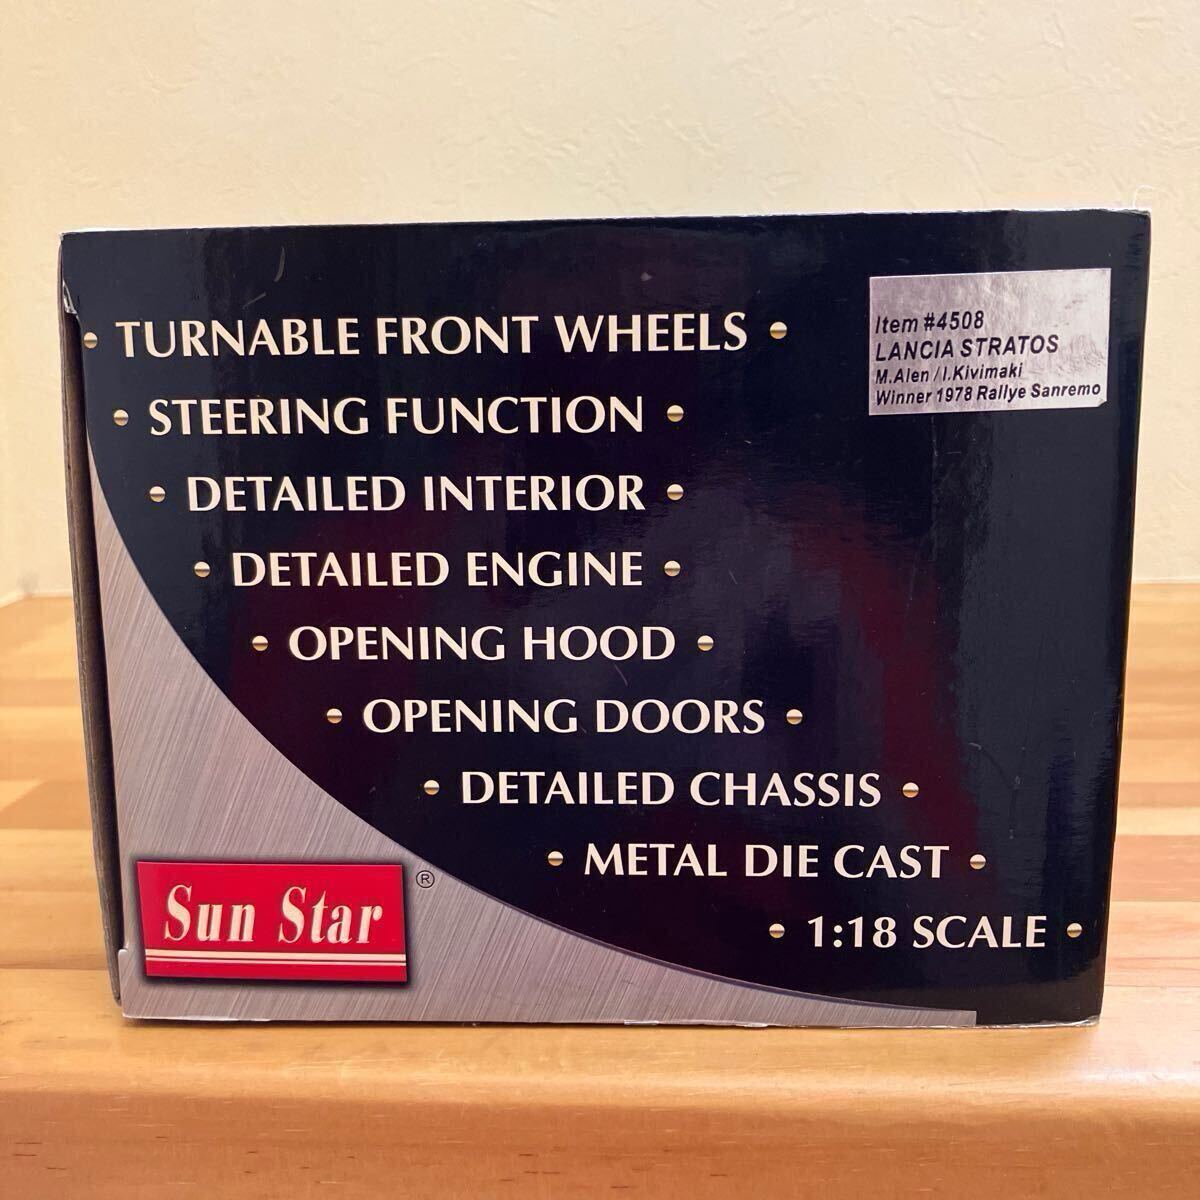 • TURNABLE FRONT WHEELS •
• STEERING FUNCTION •
• DETAILED INTERIOR •
• DETAILED ENGINE •
• OPENING HOOD •
• OPENING DOORS •
• DETAILED CHASSIS •
• METAL DIE CAST •
• 1:18 SCALE •
Item #4508
LANCIA STRATOS
M.Alen / I.Kivimaki
Winner 1978 Rallye Sanremo
Sun Star ®